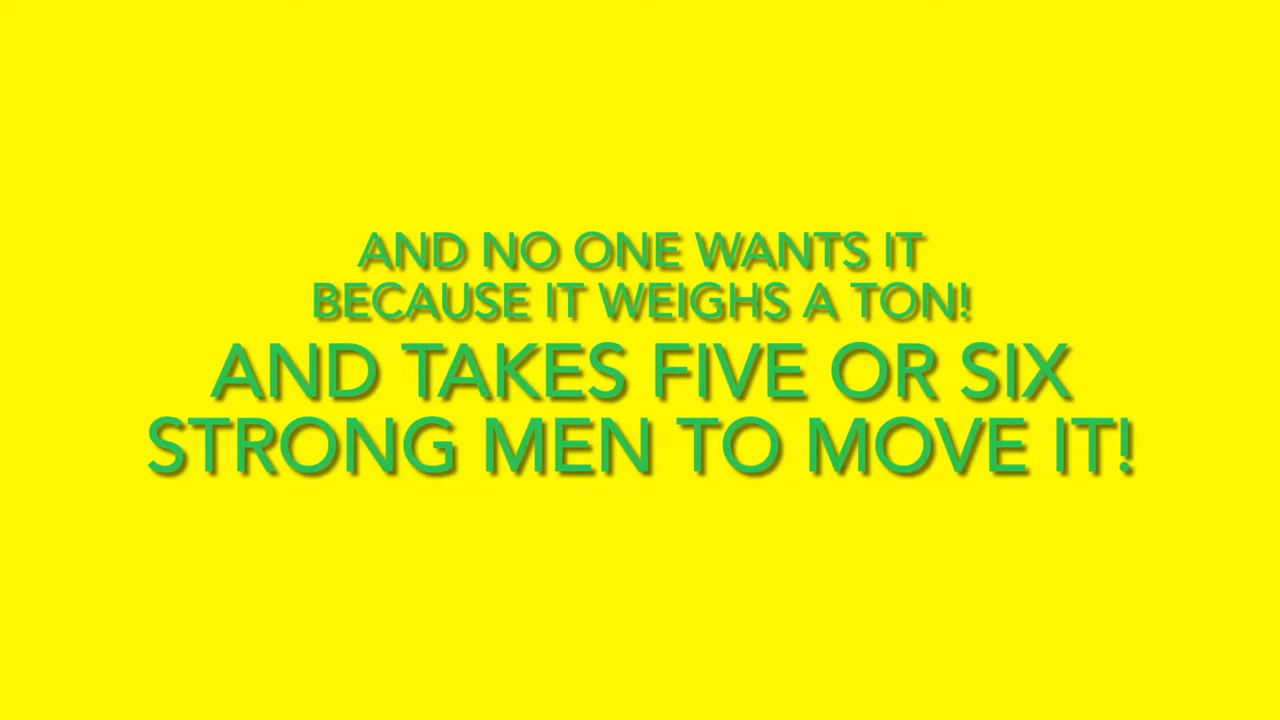 AND NO ONE WANTS IT
BECAUSE IT WEIGHS A TON!
AND TAKES FIVE OR SIX
STRONG MEN TO MOVE IT!